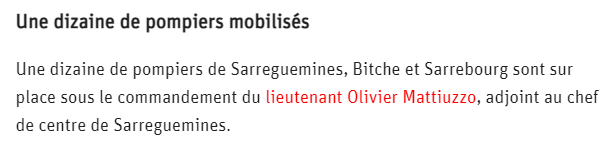 Une dizaine de pompiers mobilisés
Une dizaine de pompiers de Sarreguemines, Bitche et Sarrebourg sont sur
place sous le commandement du lieutenant Olivier Mattiuzzo, adjoint au chef
de centre de Sarreguemines.